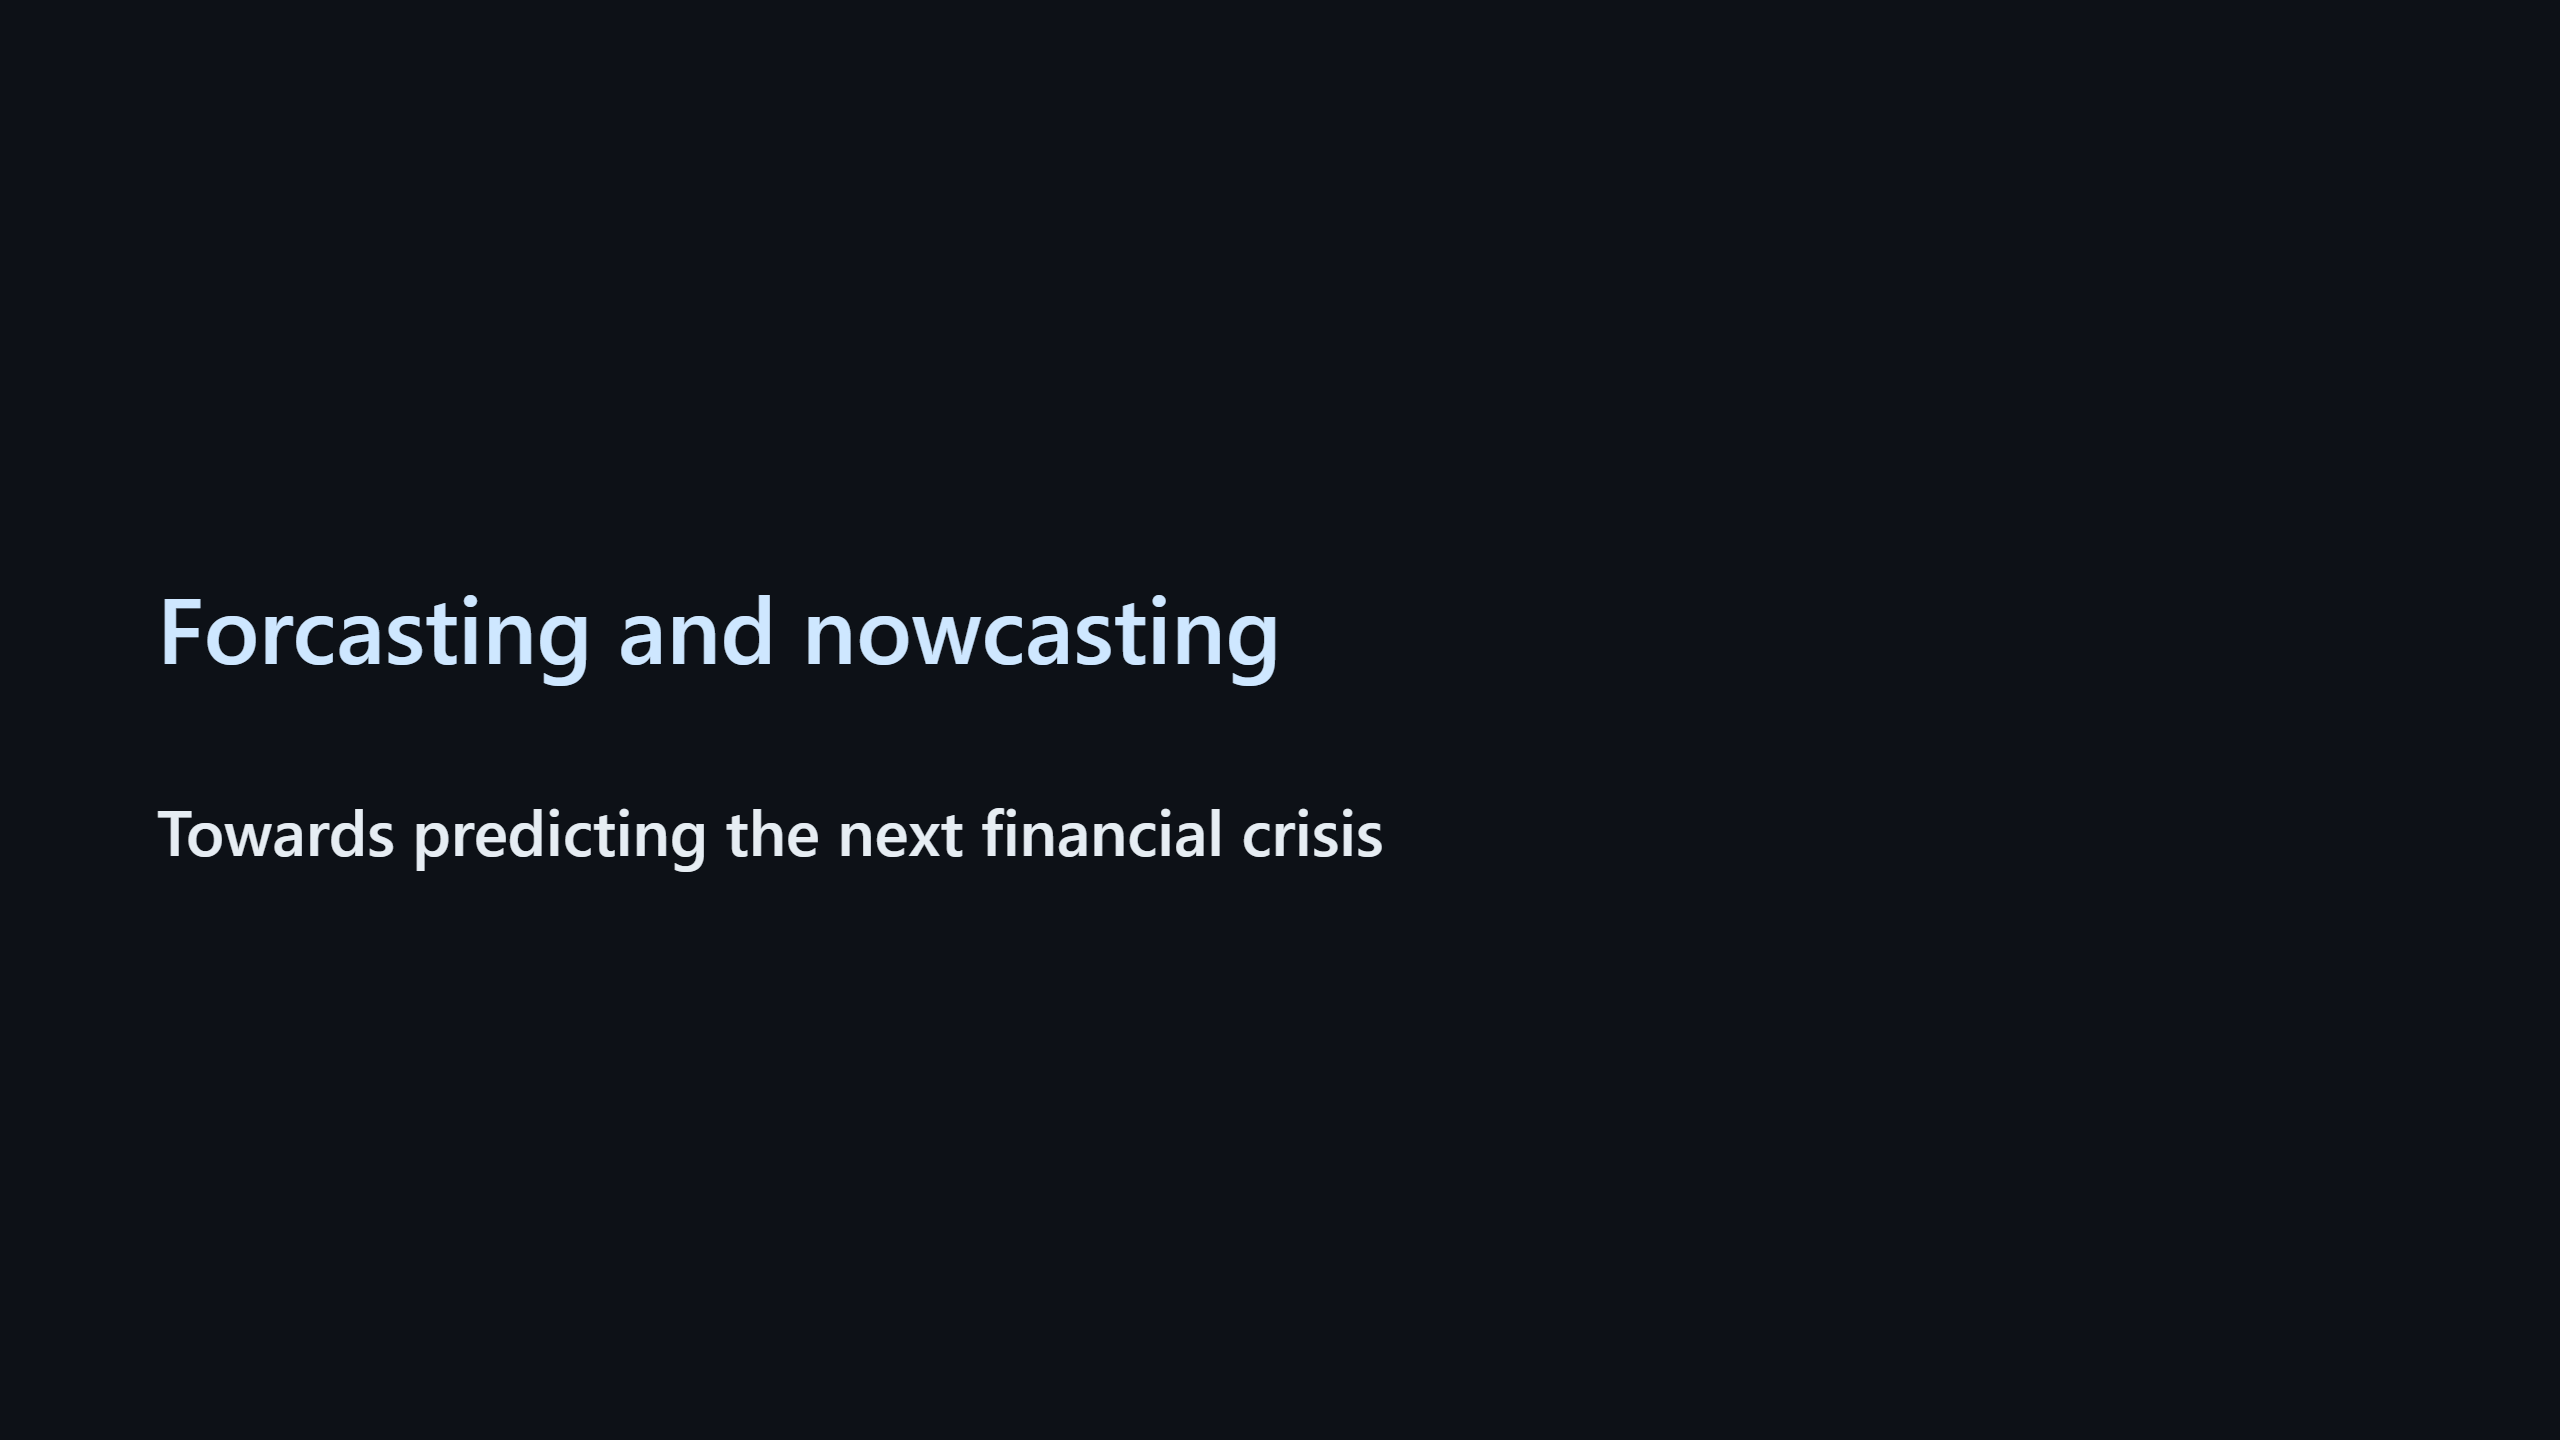 Forcasting and nowcasting
Towards predicting the next financial crisis